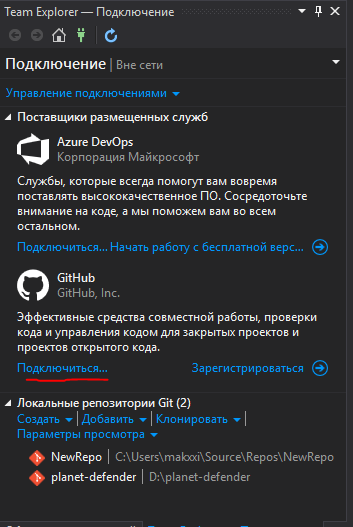 Team Explorer — Подключение
Подключение | Вне сети
Управление подключениями
Поставщики размещенных служб
Azure DevOps
Корпорация Майкрософт
Службы, которые всегда помогут вам вовремя
поставлять высококачественное ПО. Сосредоточьте
внимание на коде, а мы поможем вам во всем
остальном.
Подключиться... Начать работу с бесплатной верс...
GitHub
GitHub, Inc.
Эффективные средства совместной работы, проверки
кода и управления кодом для закрытых проектов и
проектов открытого кода.
Подключиться... Зарегистрироваться
Локальные репозитории Git (2)
Создать | Добавить | Клонировать |
Параметры просмотра
NewRepo | C:\Users\makxxi\Source\Repos\NewRepo
planet-defender | D:\planet-defender